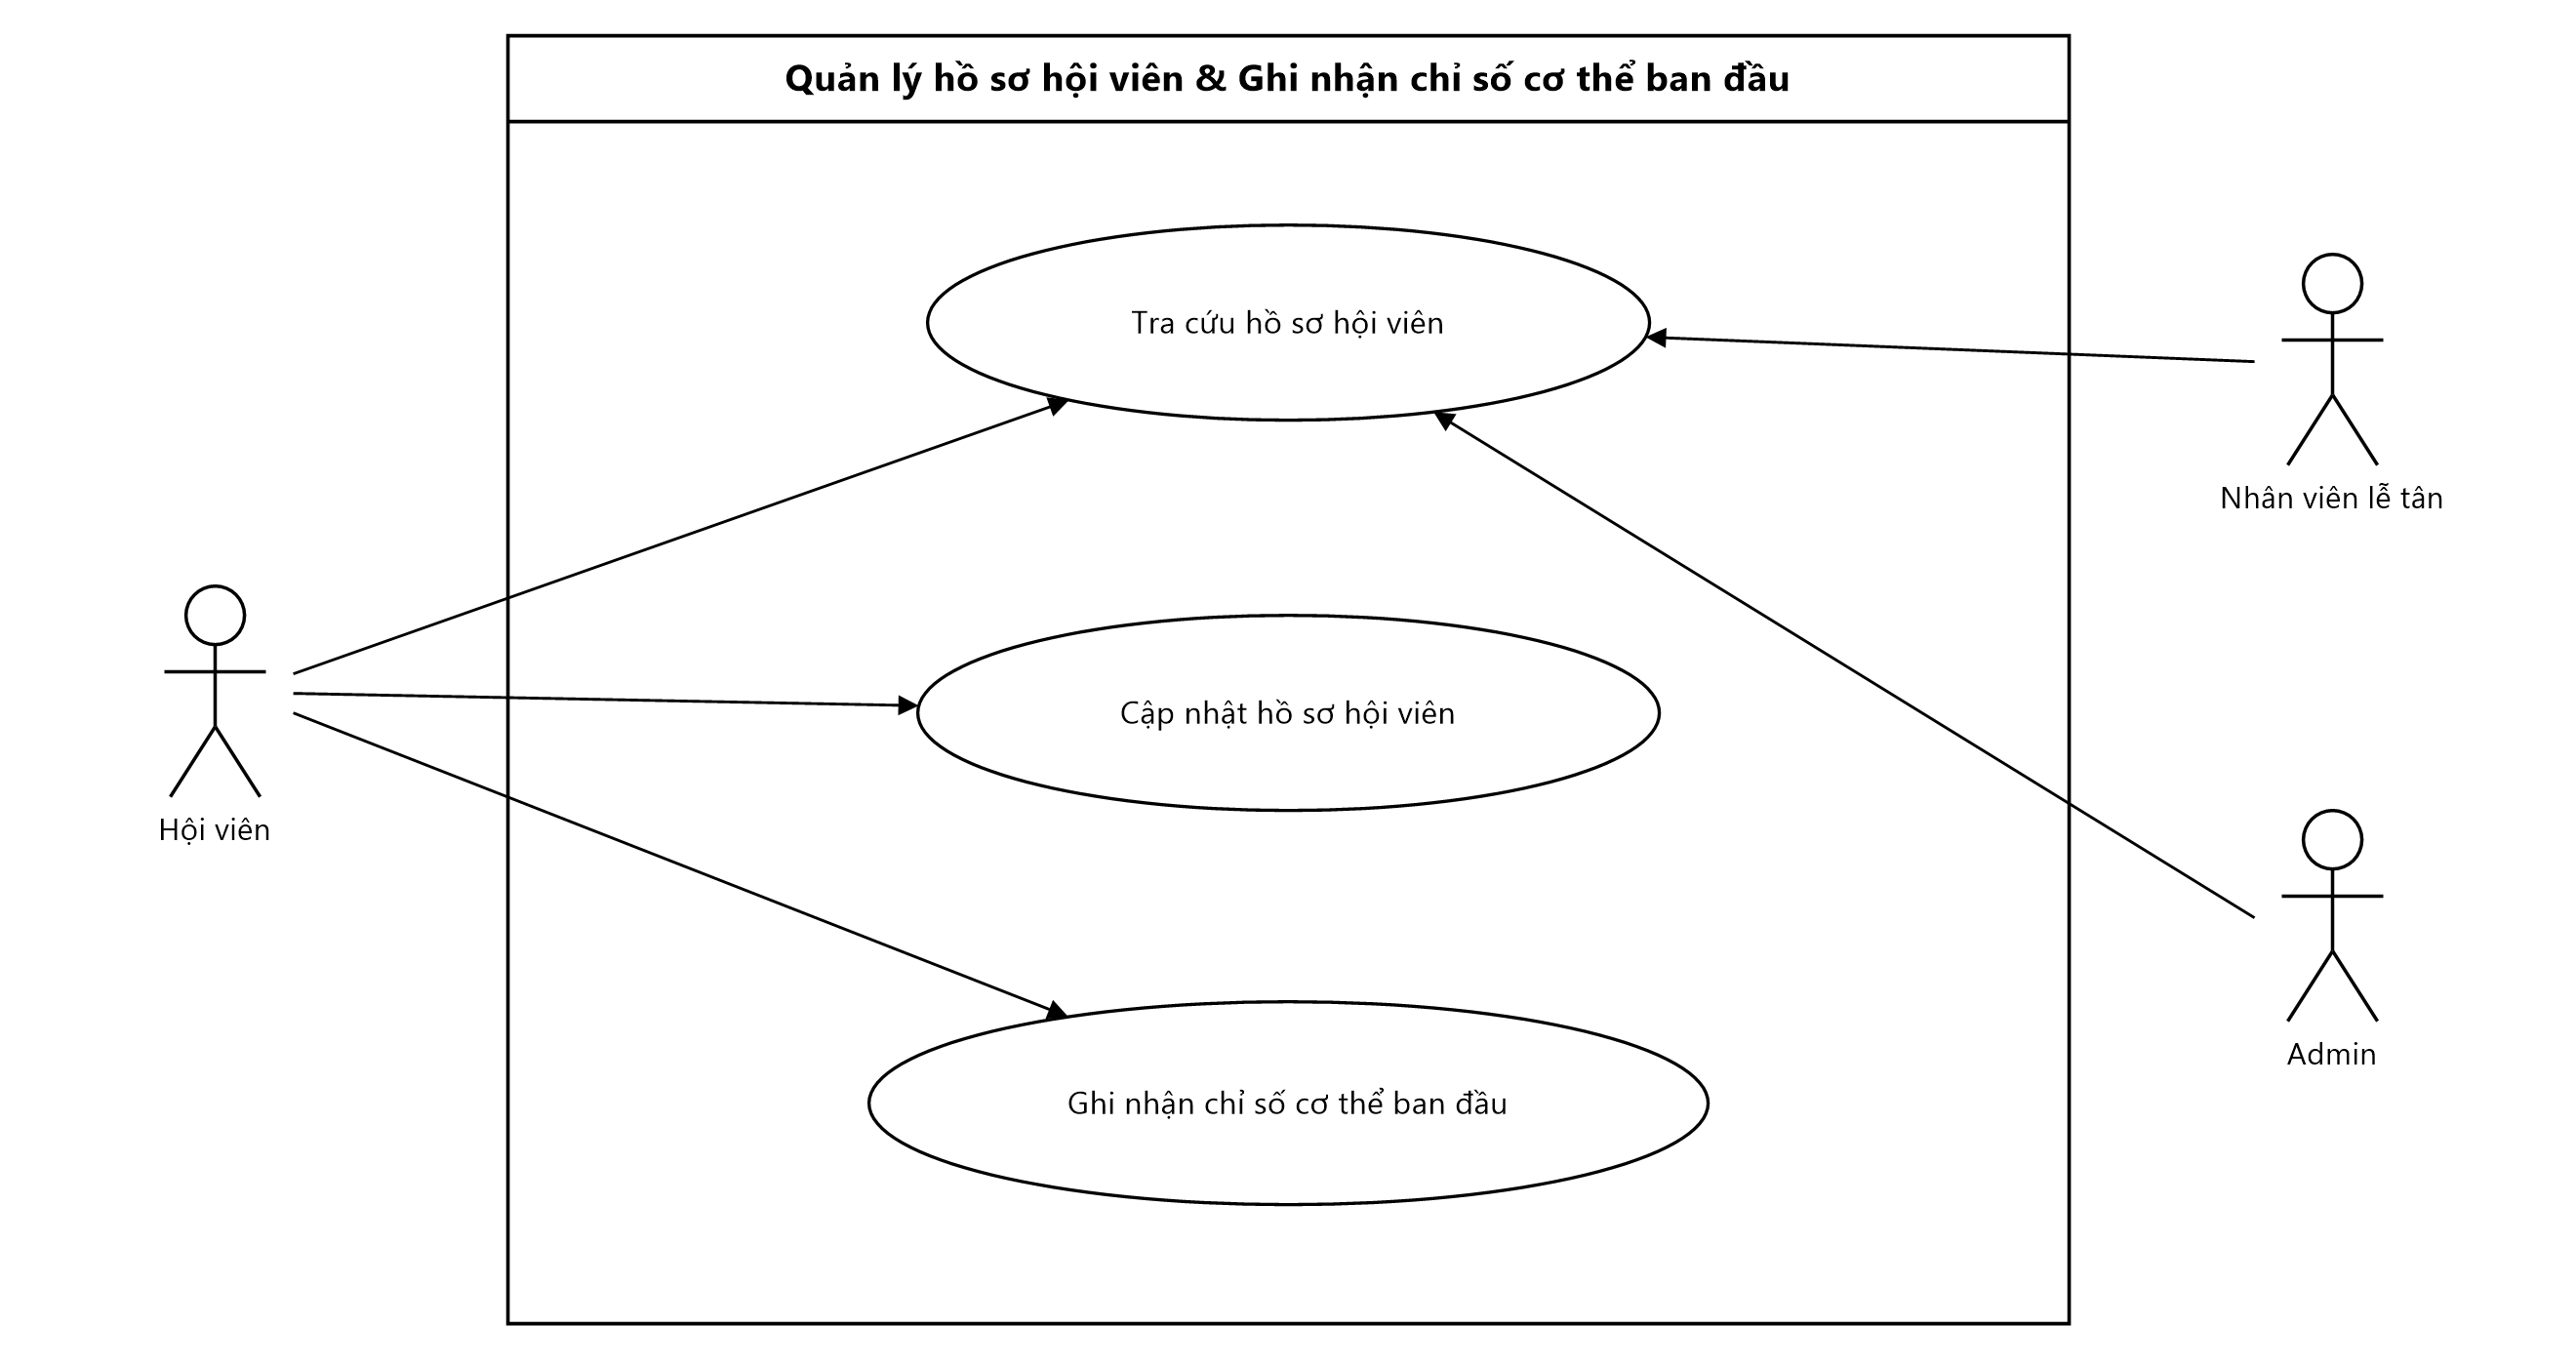 Quản lý hồ sơ hội viên & Ghi nhận chỉ số cơ thể ban đầu
Tra cứu hồ sơ hội viên
Nhân viên lễ tân
Cập nhật hồ sơ hội viên
Hội viên
Admin
Ghi nhận chỉ số cơ thể ban đầu